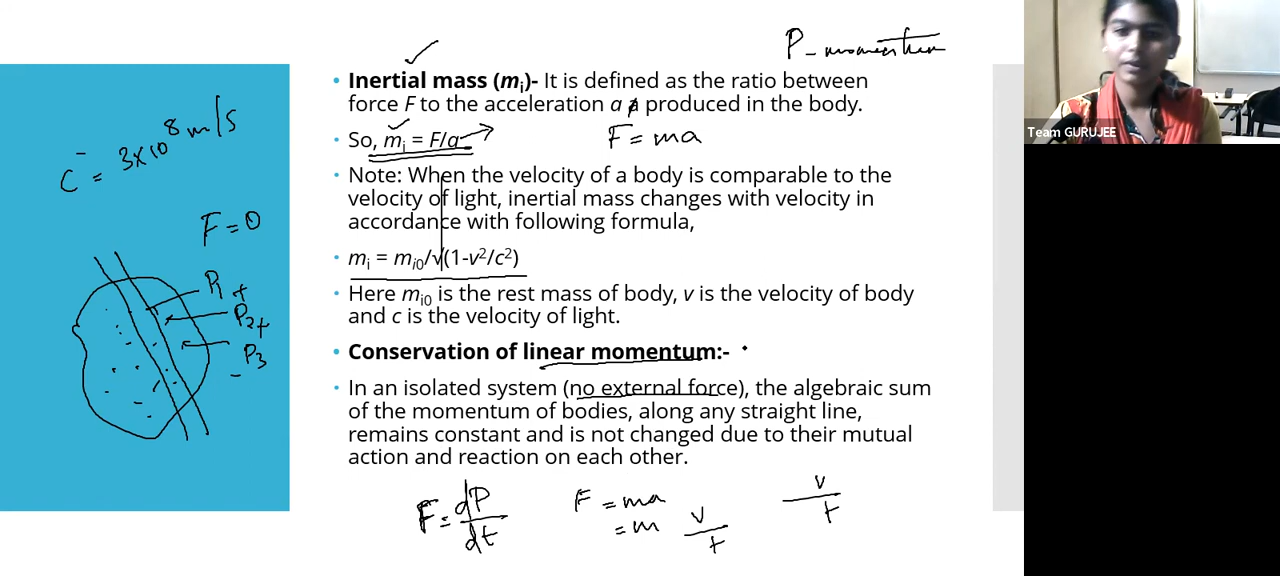 P - momentum
• Inertial mass (mi)- It is defined as the ratio between
force F to the acceleration a produced in the body.
• So, mi = F/a
F = ma
• Note: When the velocity of a body is comparable to the
velocity of light, inertial mass changes with velocity in
accordance with following formula,
• mi = mi0/√(1-v²/c²)
• Here mi0 is the rest mass of body, v is the velocity of body
and c is the velocity of light.
• Conservation of linear momentum:-
• In an isolated system (no external force), the algebraic sum
of the momentum of bodies, along any straight line,
remains constant and is not changed due to their mutual
action and reaction on each other.
F = dP/dt
F = ma
= m v/t
v/t
C = 3×10⁸ m/s
F = 0
P1 +
P2 +
P3
Team GURUJEE